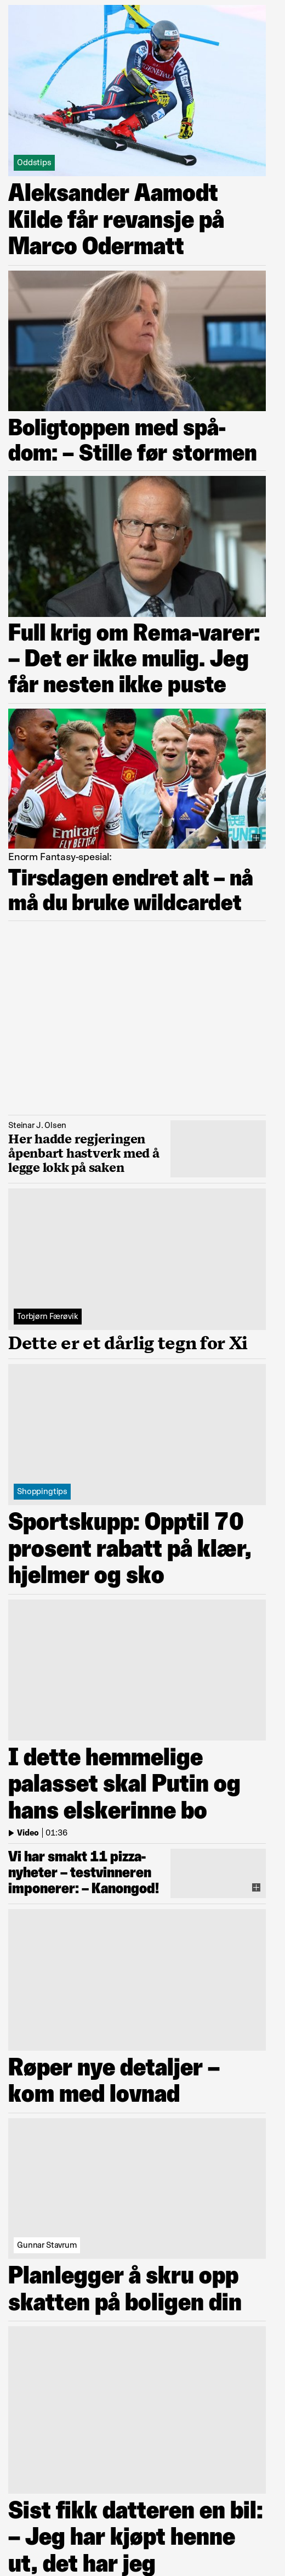 GENERALI
Oddstips
Aleksander Aamodt
Kilde får revansje på
Marco Odermatt
Boligtoppen med spå-
dom: – Stille før stormen
Full krig om Rema-varer:
– Det er ikke mulig. Jeg
får nesten ikke puste
Enorm Fantasy-spesial:
Tirsdagen endret alt – nå
må du bruke wildcardet
Steinar J. Olsen
Her hadde regjeringen
åpenbart hastverk med å
legge lokk på saken
Torbjørn Færøvik
Dette er et dårlig tegn for Xi
Shoppingtips
Sportskupp: Opptil 70
prosent rabatt på klær,
hjelmer og sko
I dette hemmelige
palasset skal Putin og
hans elskerinne bo
Video | 01:36
Vi har smakt 11 pizza-
nyheter – testvinneren
imponerer: – Kanongod!
Røper nye detaljer –
kom med lovnad
Gunnar Stavrum
Planlegger å skru opp
skatten på boligen din
Sist fikk datteren en bil:
– Jeg har kjøpt henne
ut, det har jeg